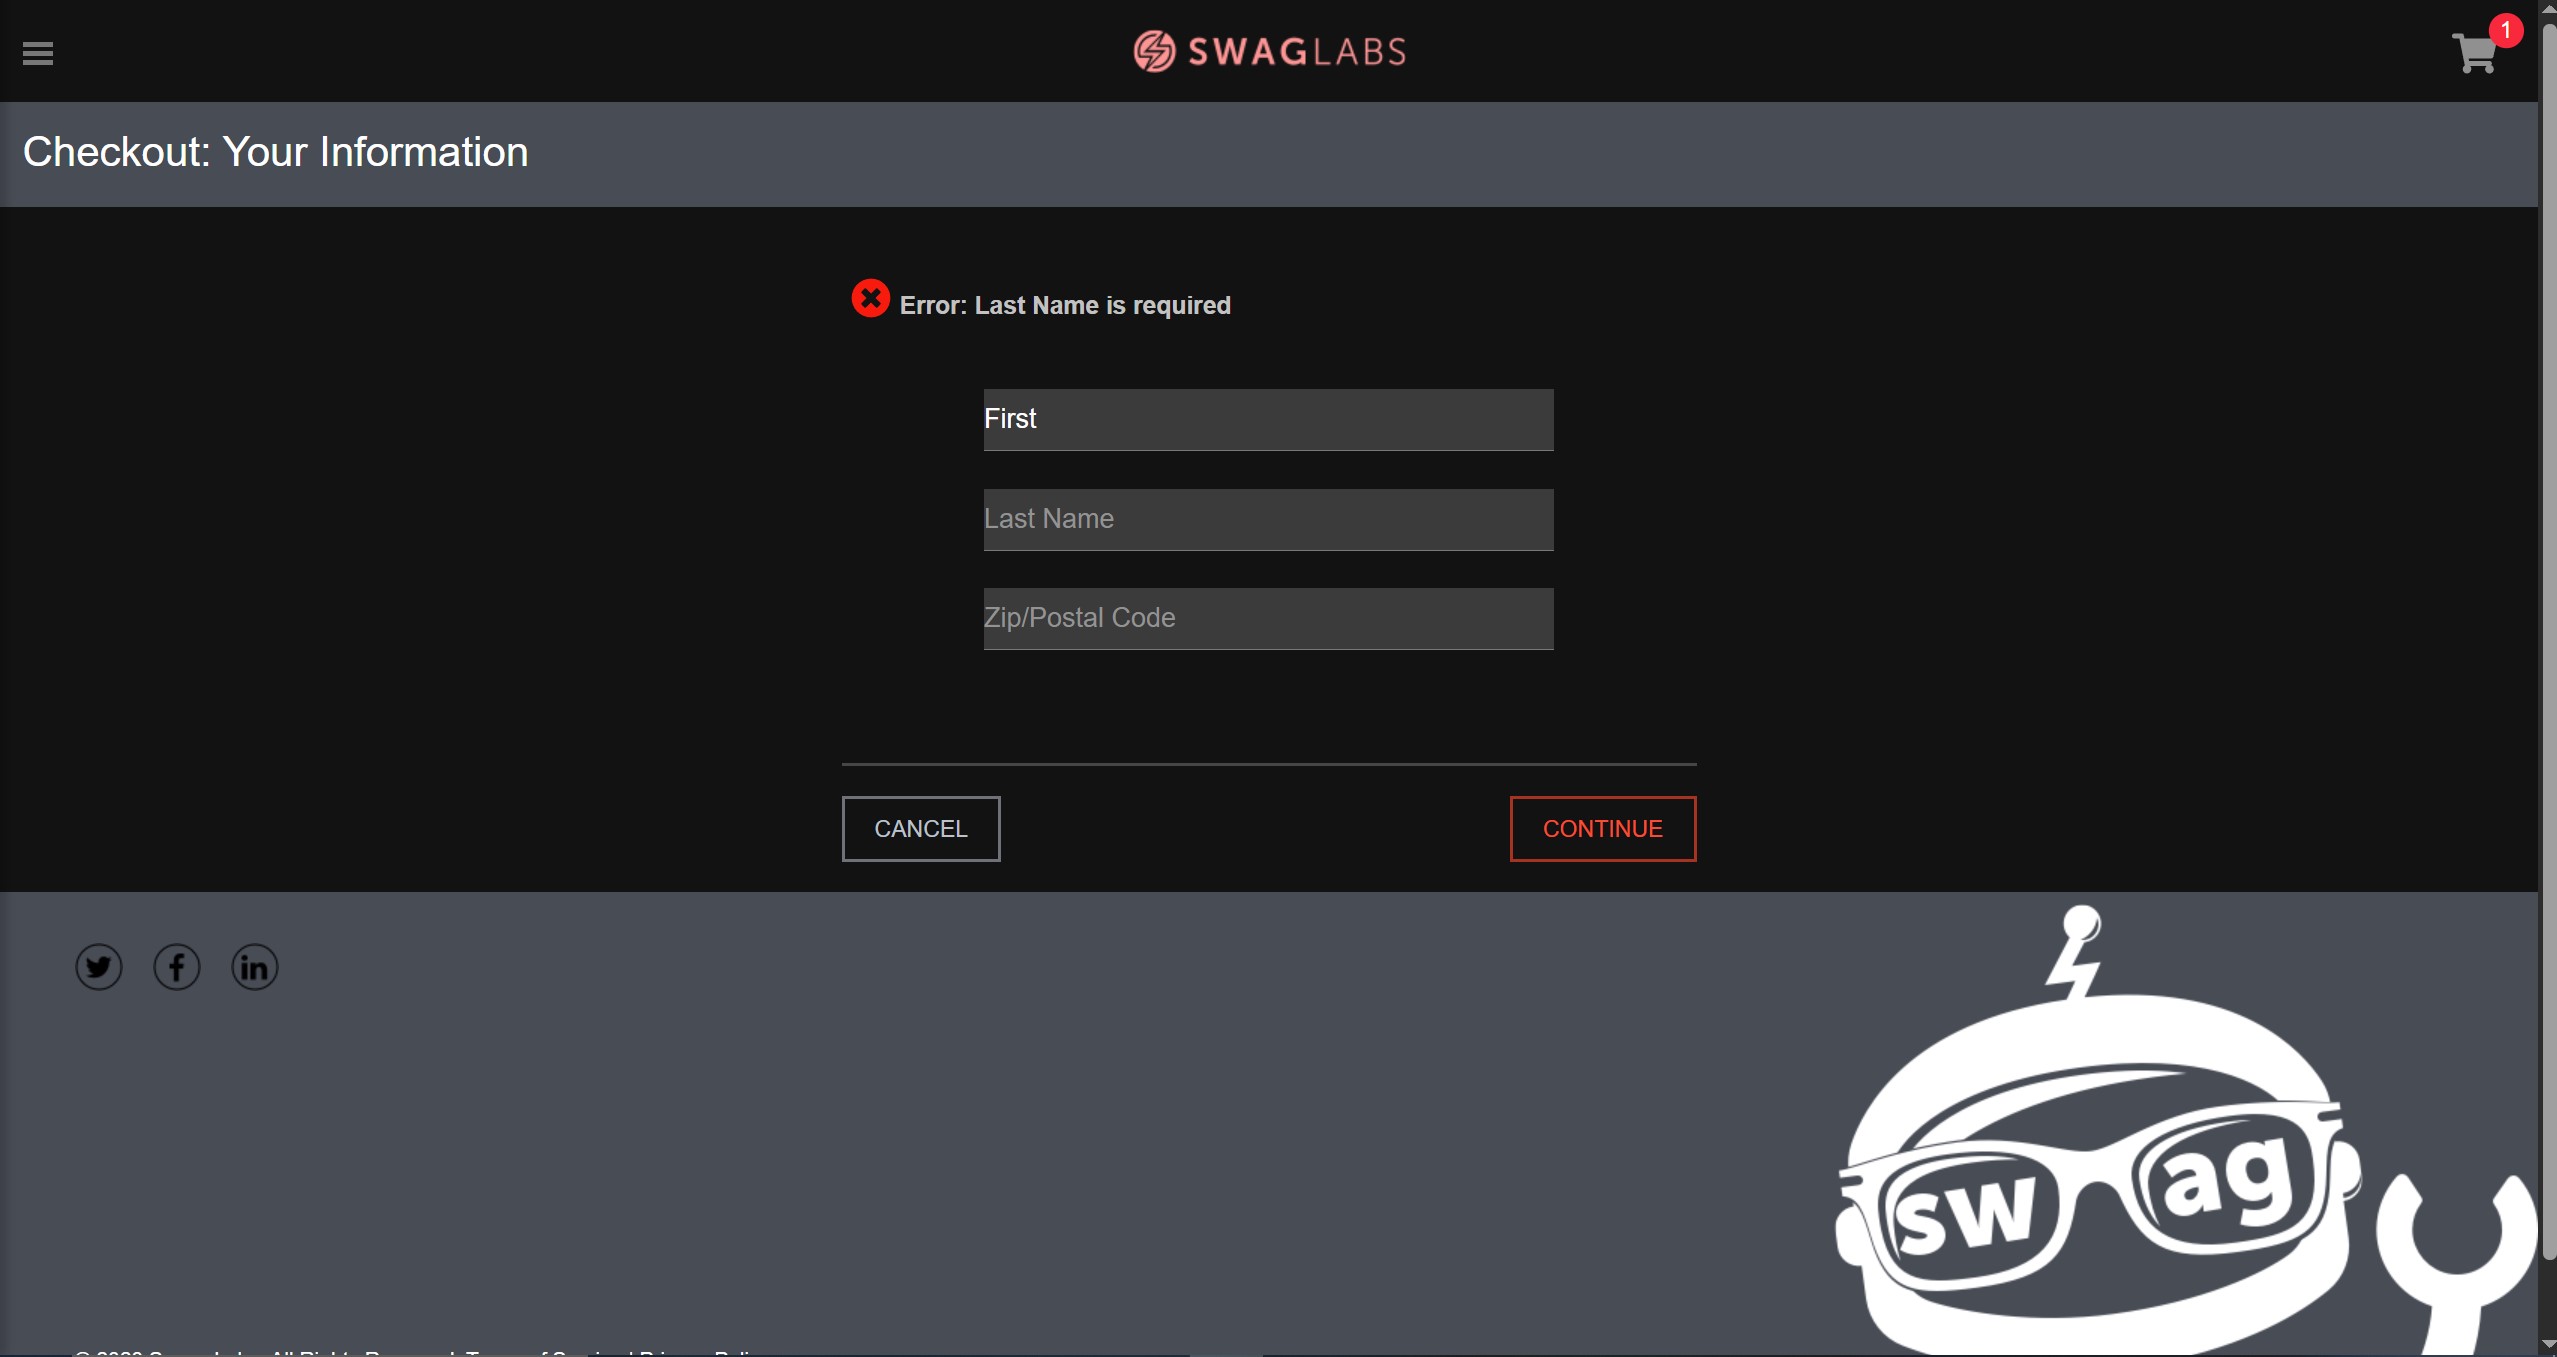 SWAGLABS
1
Checkout: Your Information
Error: Last Name is required
First
Last Name
Zip/Postal Code
CANCEL
CONTINUE
sw ag